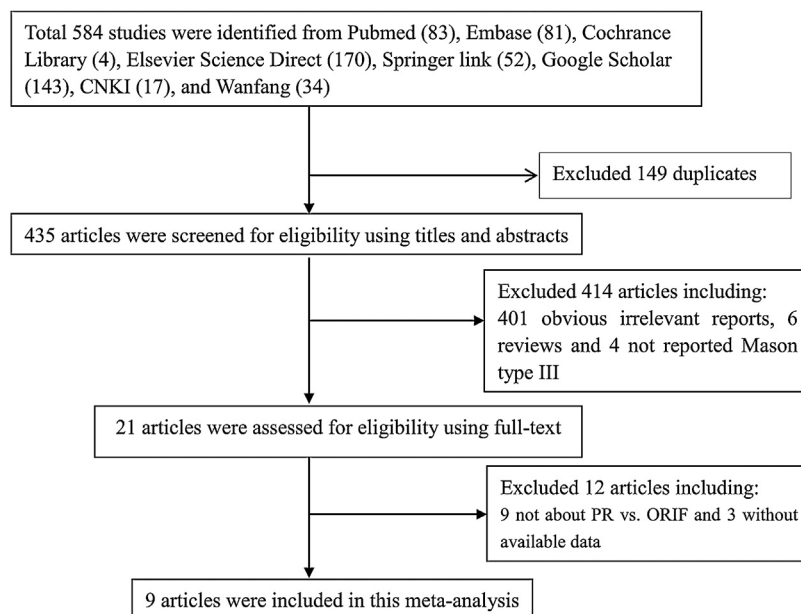 Total 584 studies were identified from Pubmed (83), Embase (81), Cochrance
Library (4), Elsevier Science Direct (170), Springer link (52), Google Scholar
(143), CNKI (17), and Wanfang (34)
Excluded 149 duplicates
435 articles were screened for eligibility using titles and abstracts
Excluded 414 articles including:
401 obvious irrelevant reports, 6
reviews and 4 not reported Mason
type III
21 articles were assessed for eligibility using full-text
Excluded 12 articles including:
9 not about PR vs. ORIF and 3 without
available data
9 articles were included in this meta-analysis